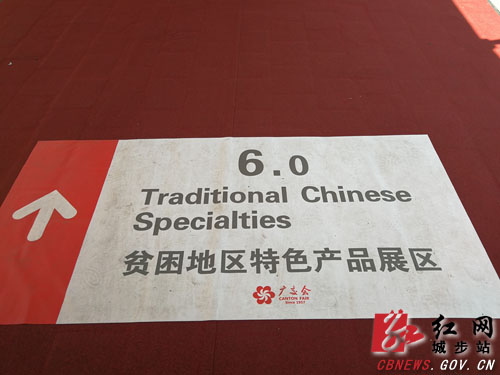 6.0
Traditional Chinese
Specialties
贫困地区特色产品展区
广交会
CANTON FAIR
Since 1957
红网
城步站
CBNEWS.GOV.CN